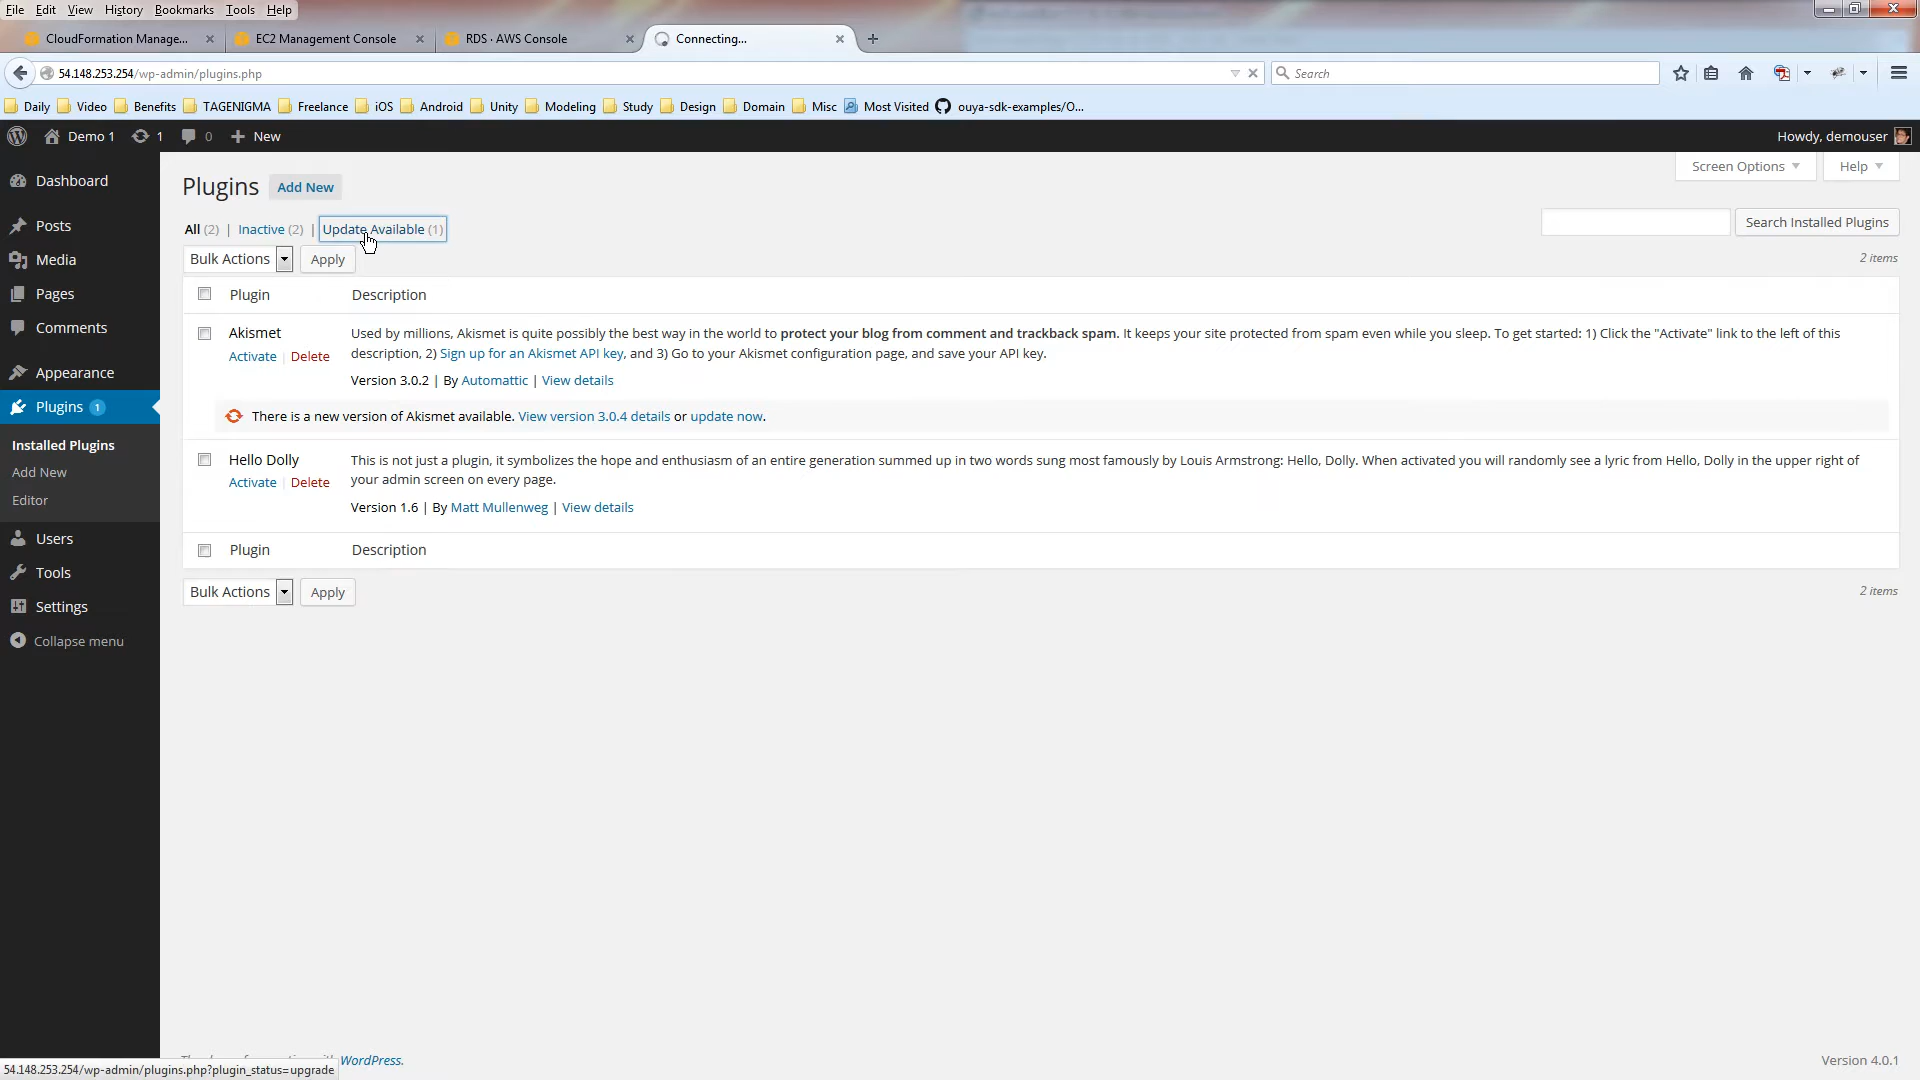 File Edit View History Bookmarks Tools Help
CloudFormation Manage... EC2 Management Console RDS · AWS Console Connecting...
54.148.253.254/wp-admin/plugins.php Search
Daily Video Benefits TAGENIGMA Freelance iOS Android Unity Modeling Study Design Domain Misc Most Visited ouya-sdk-examples/O...
Demo 1 1 0 New Howdy, demouser
Screen Options Help
Plugins Add New
All (2) | Inactive (2) | Update Available (1)
Search Installed Plugins
Bulk Actions Apply 2 items
Plugin Description
Akismet Used by millions, Akismet is quite possibly the best way in the world to protect your blog from comment and trackback spam. It keeps your site protected from spam even while you sleep. To get started: 1) Click the "Activate" link to the left of this
Activate | Delete description, 2) Sign up for an Akismet API key, and 3) Go to your Akismet configuration page, and save your API key.
Version 3.0.2 | By Automattic | View details
There is a new version of Akismet available. View version 3.0.4 details or update now.
Hello Dolly This is not just a plugin, it symbolizes the hope and enthusiasm of an entire generation summed up in two words sung most famously by Louis Armstrong: Hello, Dolly. When activated you will randomly see a lyric from Hello, Dolly in the upper right of
Activate | Delete your admin screen on every page.
Version 1.6 | By Matt Mullenweg | View details
Plugin Description
Bulk Actions Apply 2 items
Dashboard
Posts
Media
Pages
Comments
Appearance
Plugins 1
Installed Plugins
Add New
Editor
Users
Tools
Settings
Collapse menu
WordPress. Version 4.0.1
54.148.253.254/wp-admin/plugins.php?plugin_status=upgrade